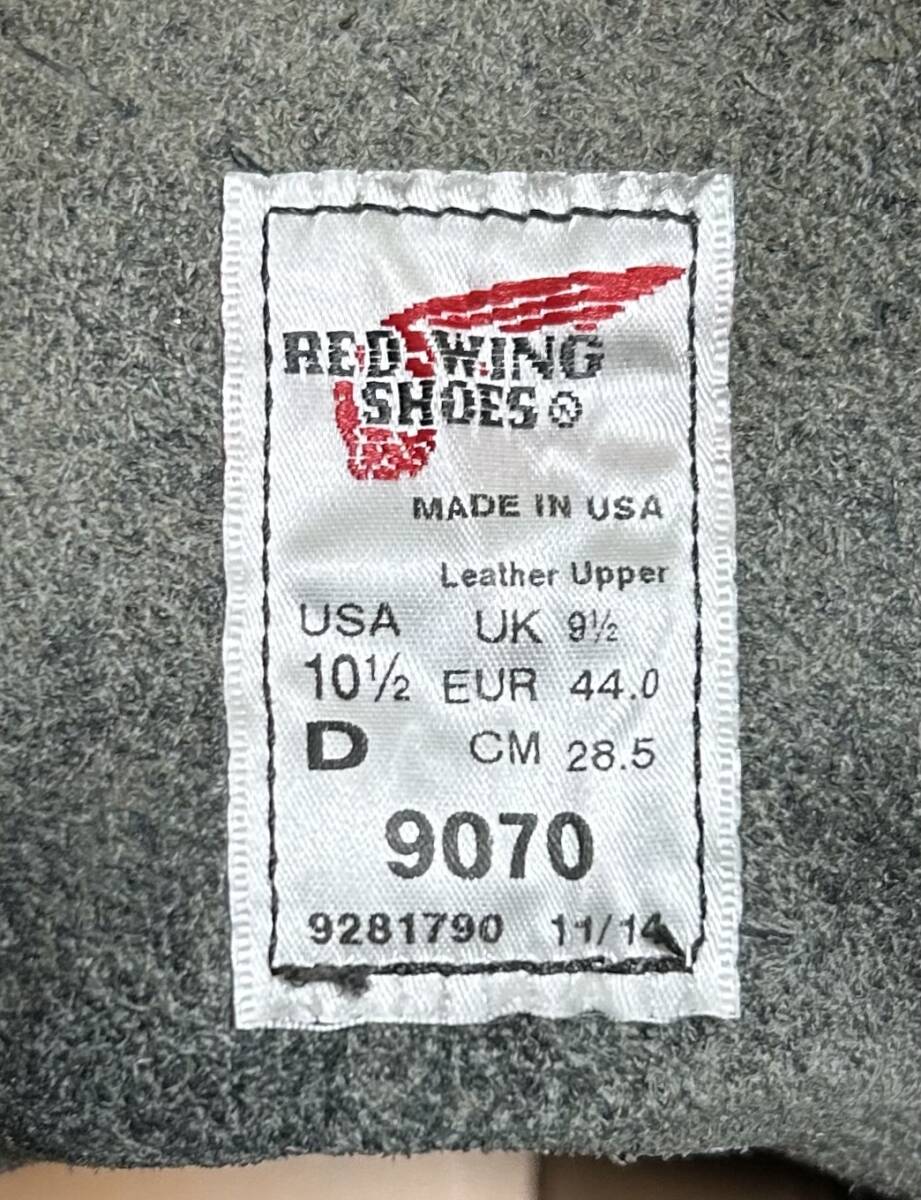 RED WING
SHOES®
MADE IN USA
Leather Upper
USA UK 9½
10½ EUR 44.0
D CM 28.5
9070
9281790 11/14